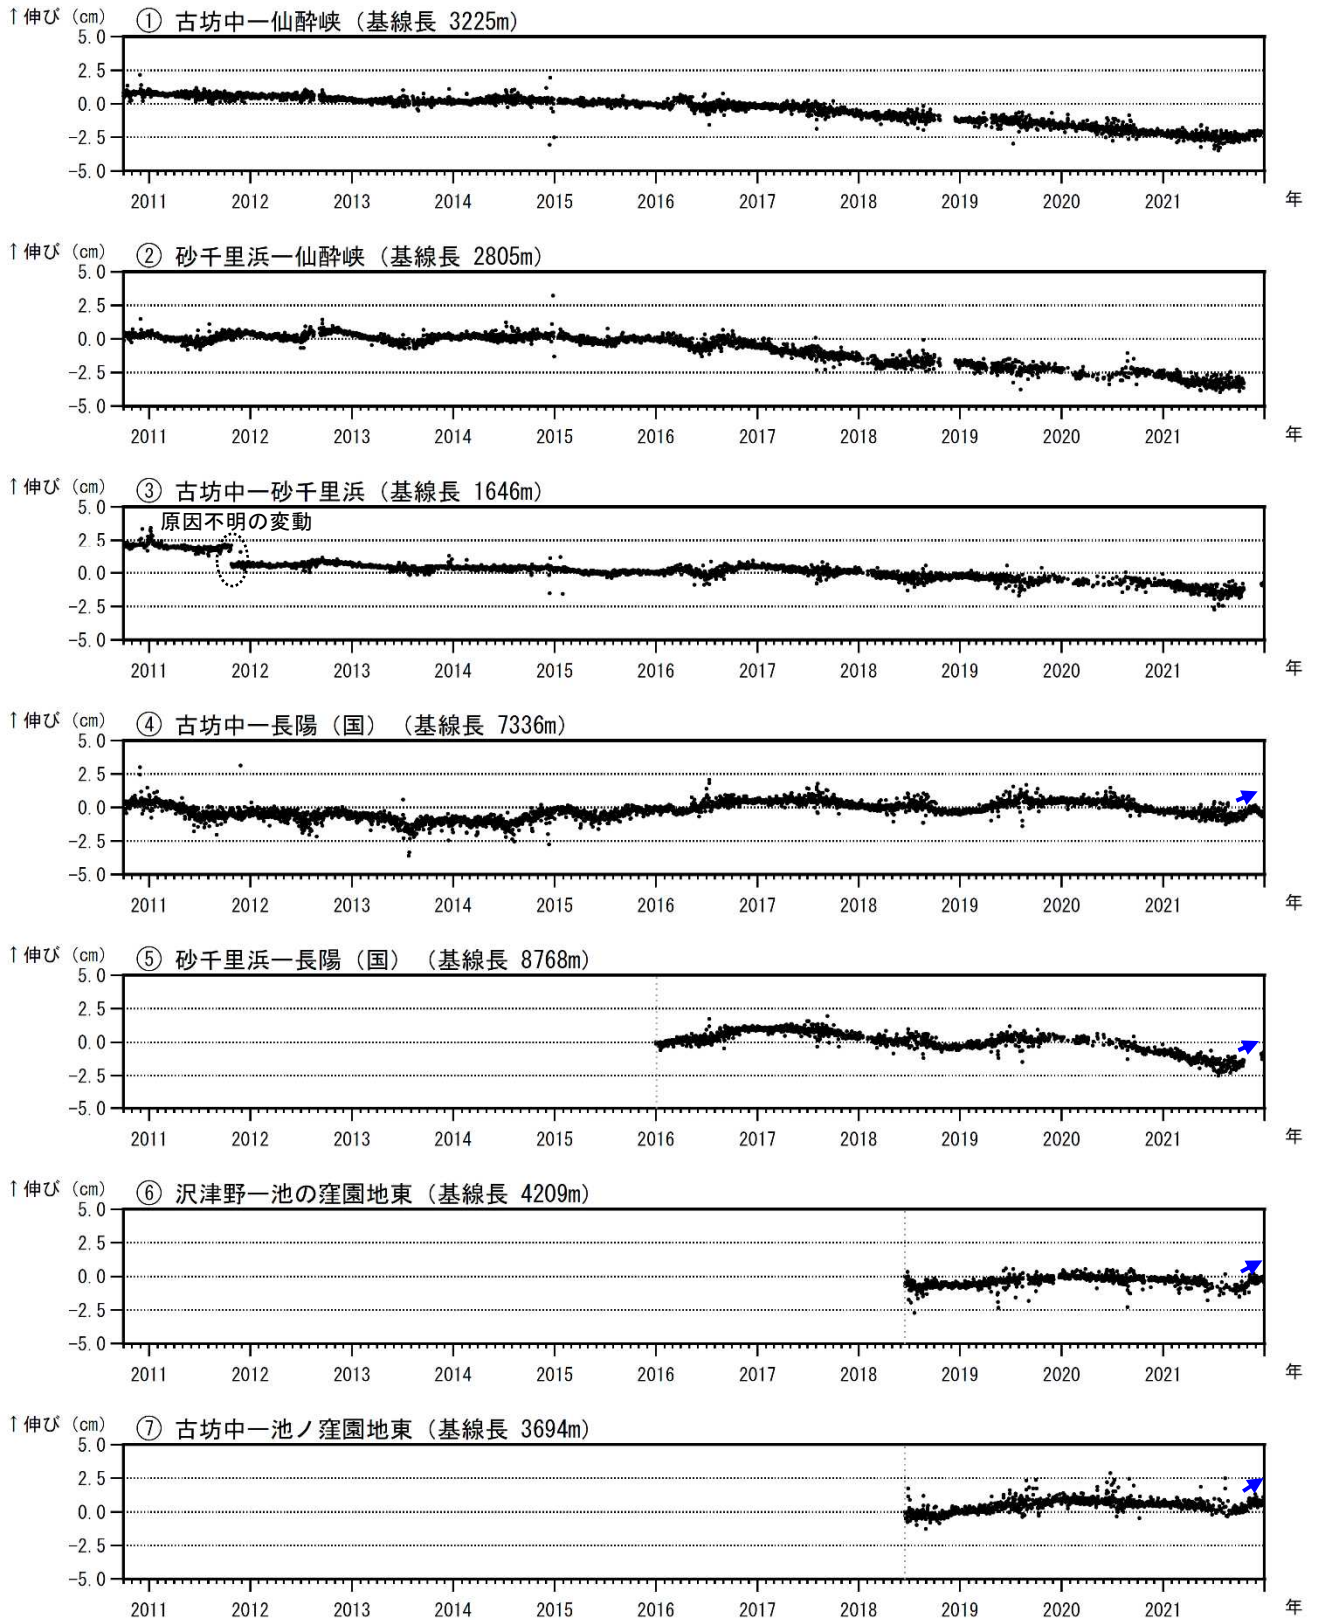 ↑伸び（cm） ① 古坊中ー仙酔峡（基線長 3225m）
5.0
2.5
0.0
-2.5
-5.0
2011 2012 2013 2014 2015 2016 2017 2018 2019 2020 2021 年
↑伸び（cm） ② 砂千里浜ー仙酔峡（基線長 2805m）
5.0
2.5
0.0
-2.5
-5.0
2011 2012 2013 2014 2015 2016 2017 2018 2019 2020 2021 年
↑伸び（cm） ③ 古坊中ー砂千里浜（基線長 1646m）
5.0
原因不明の変動
2.5
0.0
-2.5
-5.0
2011 2012 2013 2014 2015 2016 2017 2018 2019 2020 2021 年
↑伸び（cm） ④ 古坊中ー長陽（国）（基線長 7336m）
5.0
2.5
0.0
-2.5
-5.0
2011 2012 2013 2014 2015 2016 2017 2018 2019 2020 2021 年
↑伸び（cm） ⑤ 砂千里浜ー長陽（国）（基線長 8768m）
5.0
2.5
0.0
-2.5
-5.0
2011 2012 2013 2014 2015 2016 2017 2018 2019 2020 2021 年
↑伸び（cm） ⑥ 沢津野ー池の窪園地東（基線長 4209m）
5.0
2.5
0.0
-2.5
-5.0
2011 2012 2013 2014 2015 2016 2017 2018 2019 2020 2021 年
↑伸び（cm） ⑦ 古坊中ー池ノ窪園地東（基線長 3694m）
5.0
2.5
0.0
-2.5
-5.0
2011 2012 2013 2014 2015 2016 2017 2018 2019 2020 2021 年